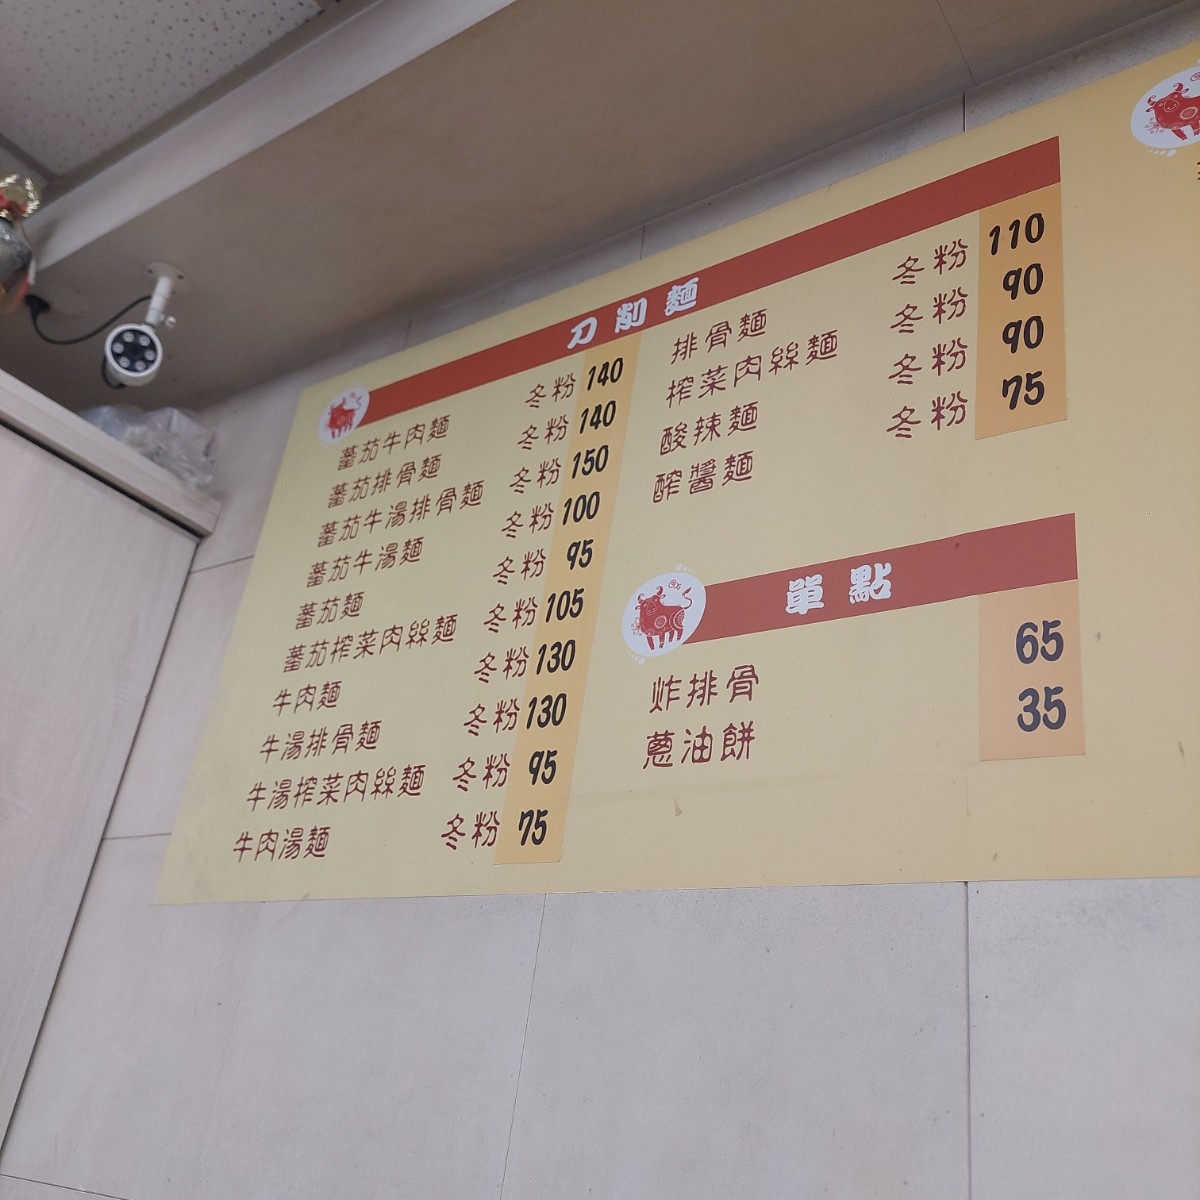 刀削麵
蕃茄牛肉麵 冬粉 140
蕃茄排骨麵 冬粉 140
蕃茄牛湯排骨麵 冬粉 150
蕃茄牛湯麵 冬粉 100
蕃茄麵 冬粉 95
蕃茄榨菜肉絲麵 冬粉 105
牛肉麵 冬粉 130
牛湯排骨麵 冬粉 130
牛湯榨菜肉絲麵 冬粉 95
牛肉湯麵 冬粉 75
排骨麵 冬粉 110
榨菜肉絲麵 冬粉 90
酸辣麵 冬粉 90
醡醬麵 冬粉 75
單點
炸排骨 65
蔥油餅 35